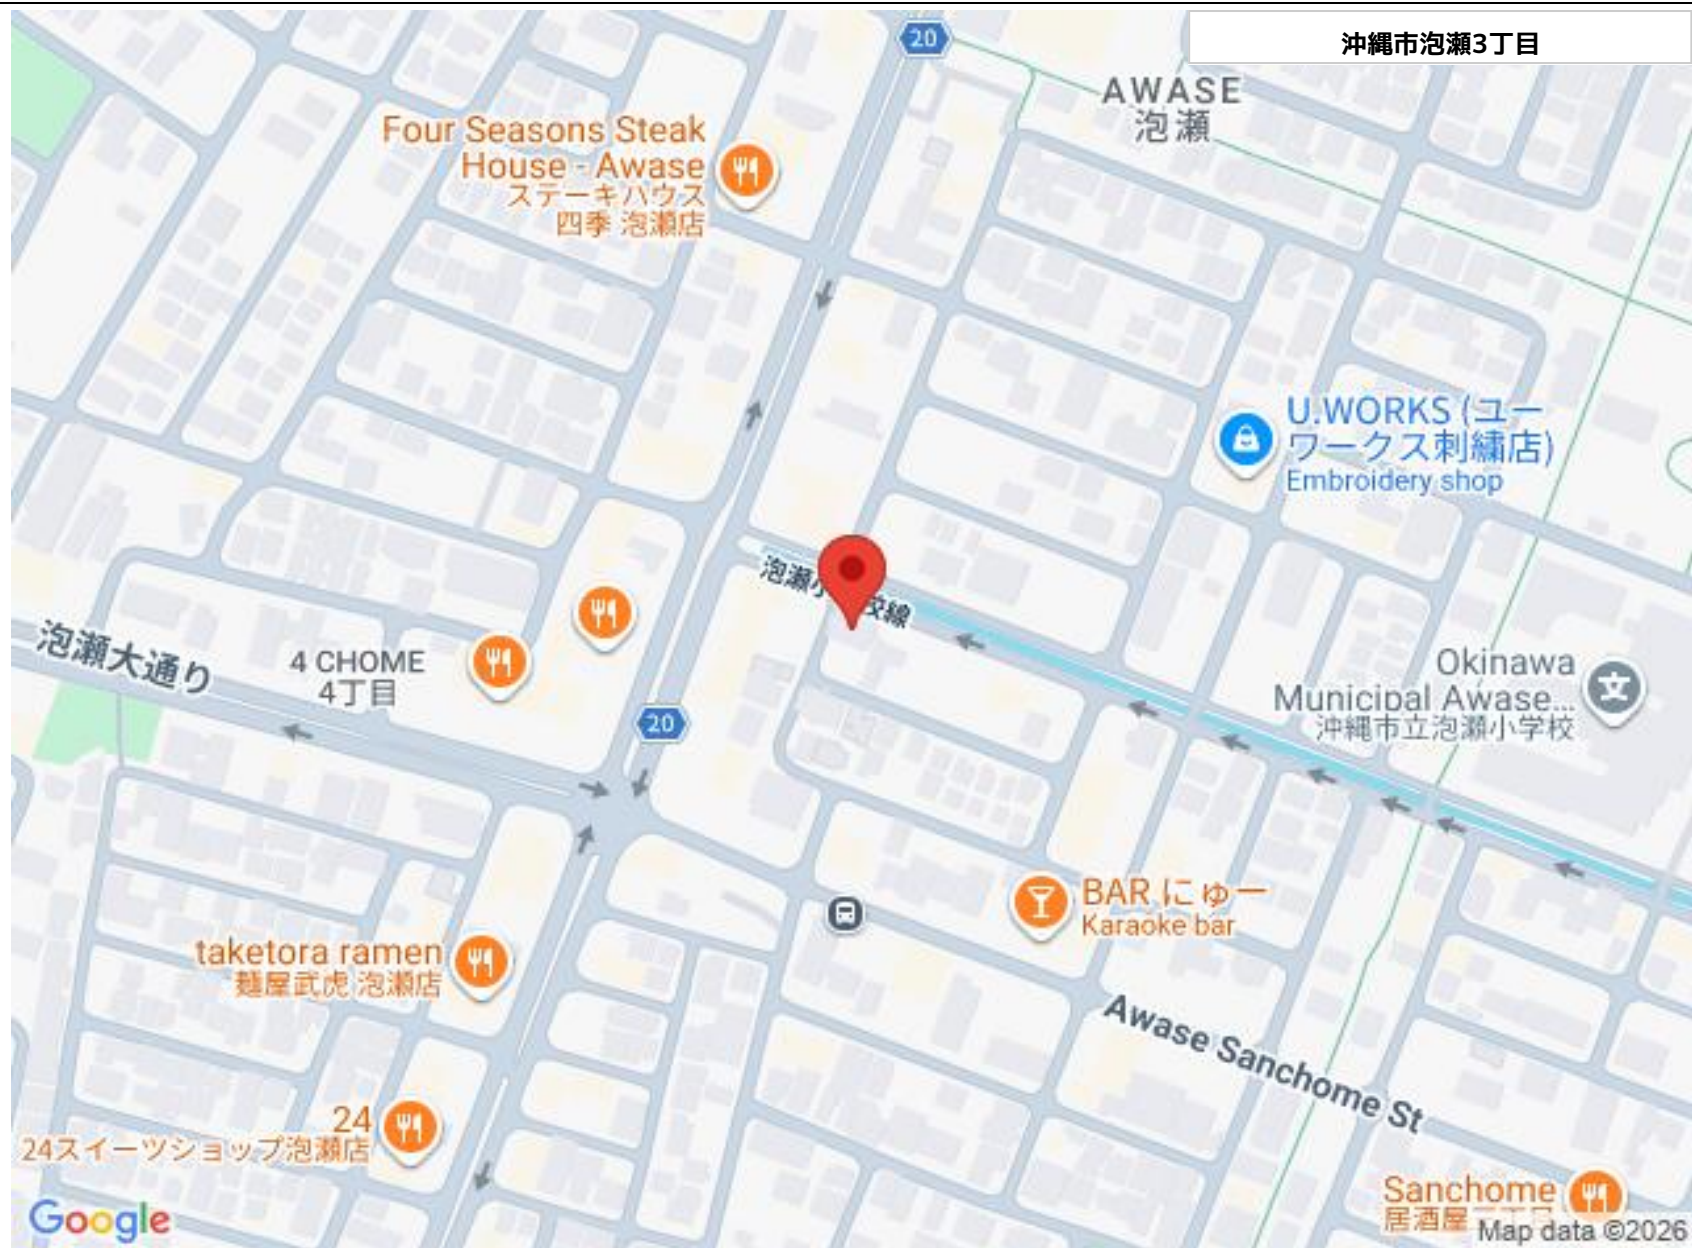 沖縄市泡瀬3丁目
20
AWASE
泡瀬
Four Seasons Steak
House - Awase
ステーキハウス
四季 泡瀬店
U.WORKS (ユー
ワークス刺繍店)
Embroidery shop
泡瀬大通り
4 CHOME
4丁目
20
Okinawa
Municipal Awase...
沖縄市立泡瀬小学校
BAR にゅー
Karaoke bar
taketora ramen
麺屋武虎 泡瀬店
Awase Sanchome St
24
24スイーツショップ泡瀬店
Sanchome
居酒屋
Google
Map data ©2026